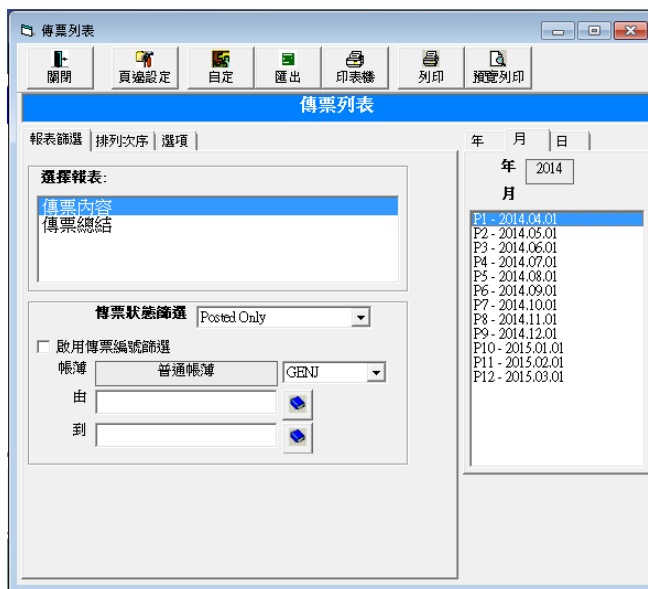 傳票列表
關閉 頁邊設定 自定 匯出 印表機 列印 預覽列印
傳票列表
報表篩選 排列次序 選項
選擇報表:
傳票內容
傳票總結
傳票狀態篩選 Posted Only
啟用傳票編號篩選
帳簿 普通帳簿 GENJ
由
到
年 月 日
年 2014
月
P1 - 2014.04.01
P2 - 2014.05.01
P3 - 2014.06.01
P4 - 2014.07.01
P5 - 2014.08.01
P6 - 2014.09.01
P7 - 2014.10.01
P8 - 2014.11.01
P9 - 2014.12.01
P10 - 2015.01.01
P11 - 2015.02.01
P12 - 2015.03.01